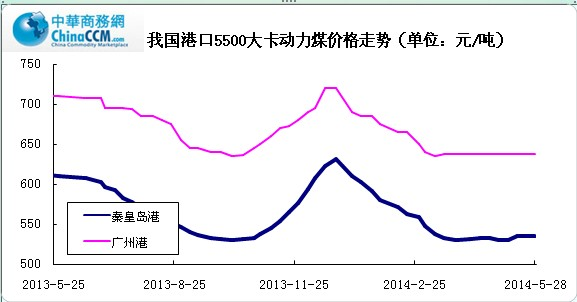 中華商務網
ChinaCCM.com
China Commodity Marketplace
我国港口5500大卡动力煤价格走势（单位：元/吨）
750
700
650
600
550
500
秦皇岛港
广州港
2013-5-25
2013-8-25
2013-11-25
2014-2-25
2014-5-28